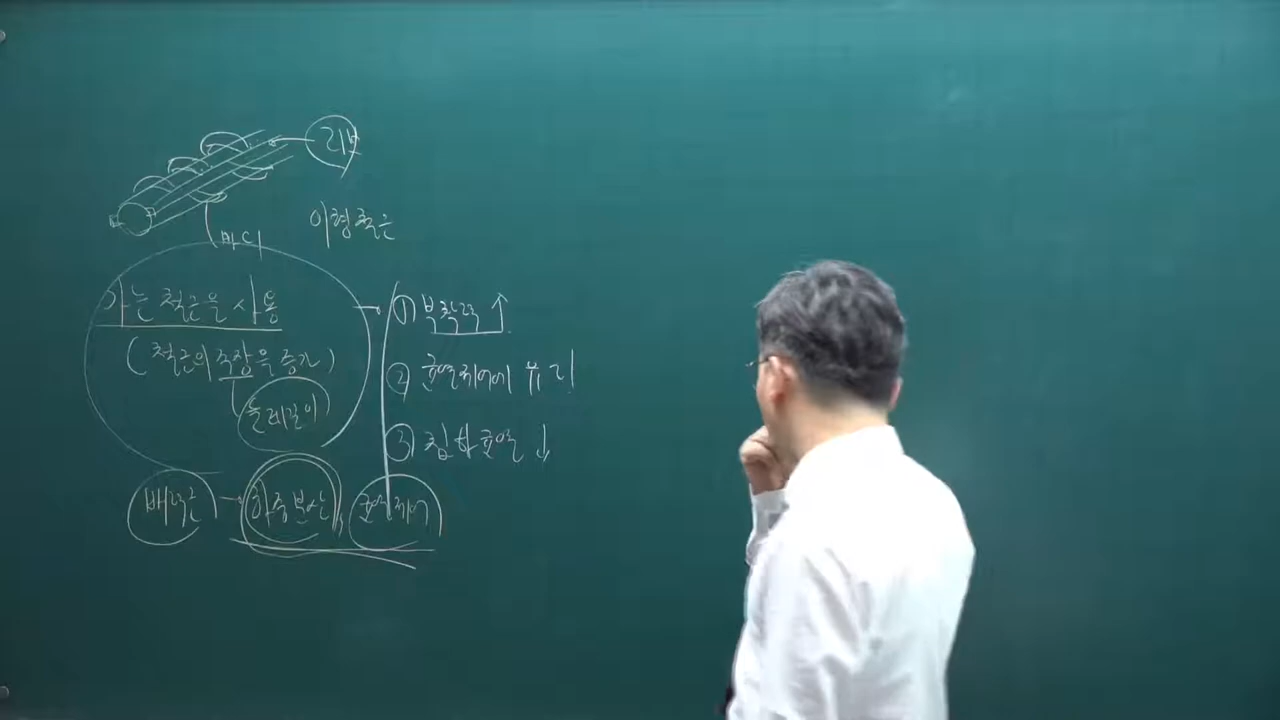 리브
이형철근
마디
가는 철근을 사용
(철근의 주장을 증가)
둘레길이
① 부착력 ↑
② 균열제어에 유리
③ 침하균열 ↓
배력근 → 하중분산, 균열제어